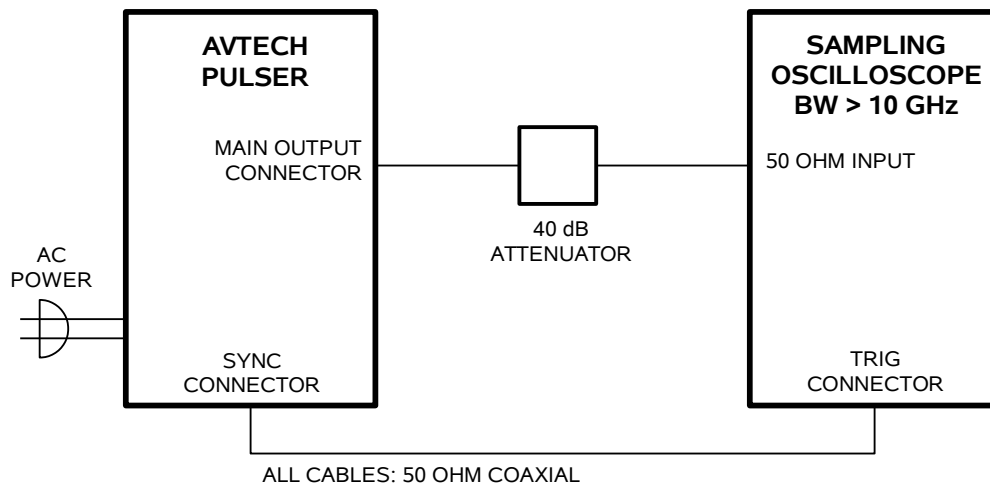 AVTECH
PULSER
MAIN OUTPUT
CONNECTOR
AC
POWER
SYNC
CONNECTOR
40 dB
ATTENUATOR
SAMPLING
OSCILLOSCOPE
BW > 10 GHz
50 OHM INPUT
TRIG
CONNECTOR
ALL CABLES: 50 OHM COAXIAL